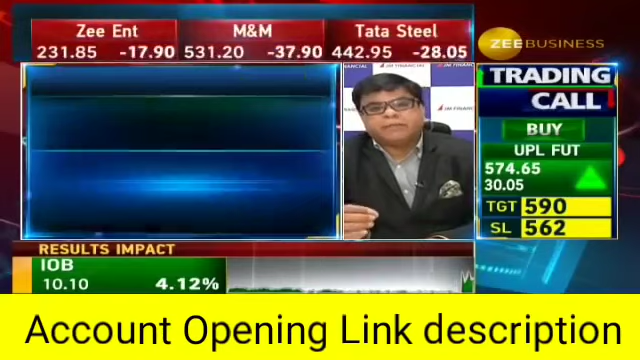 Zee Ent
231.85 -17.90
M&M
531.20 -37.90
Tata Steel
442.95 -28.05
ZEEBUSINESS
JM FINANCIAL
TRADING
CALL
BUY
UPL FUT
574.65
30.05
TGT 590
SL 562
RESULTS IMPACT
IOB
10.10 4.12%
Account Opening Link description